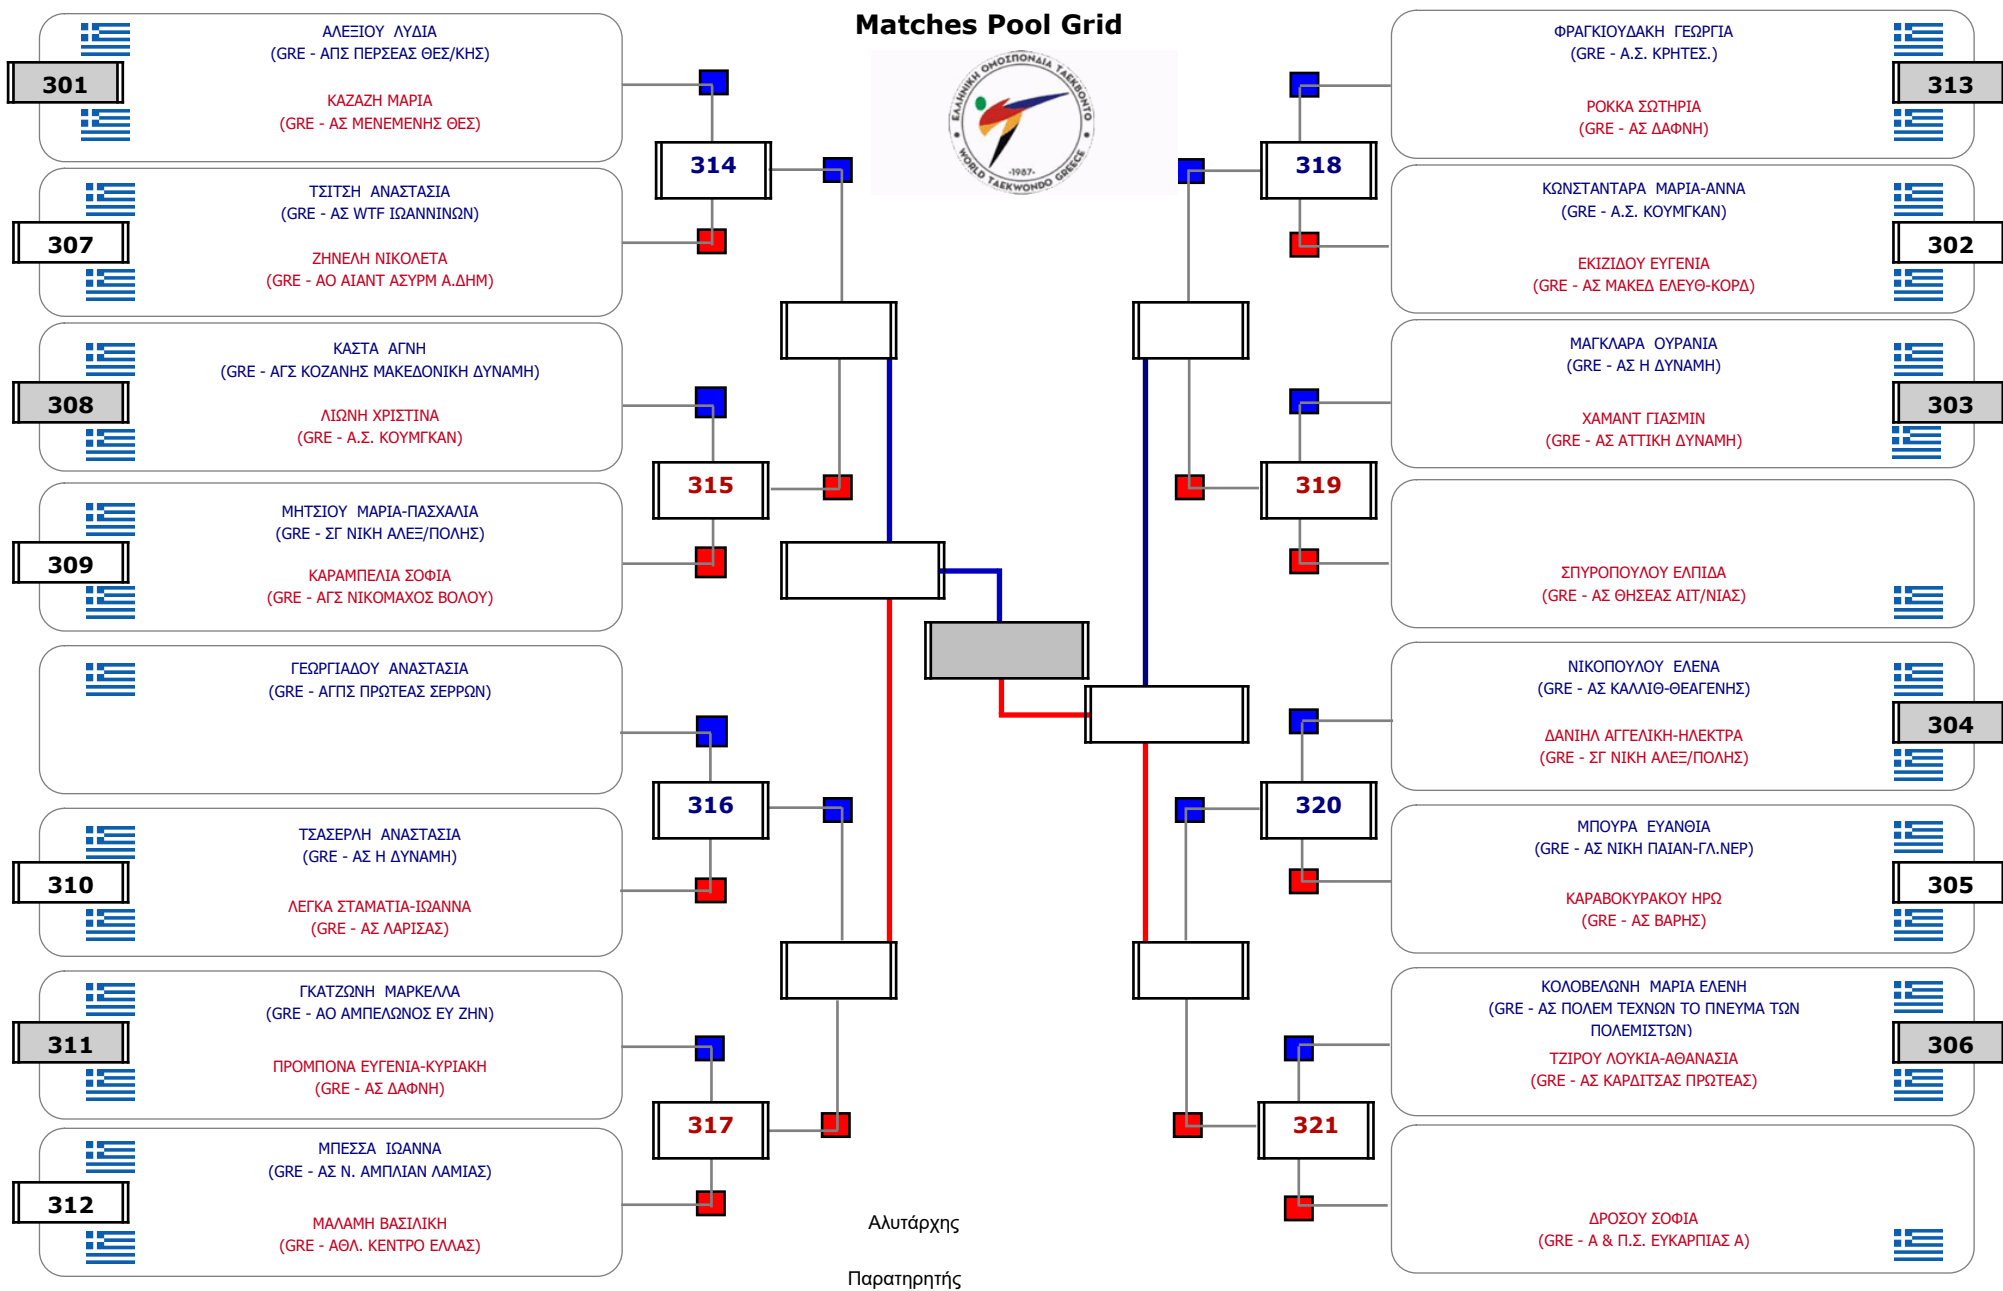 Matches Pool Grid
ΕΛΛΗΝΙΚΗ ΟΜΟΣΠΟΝΔΙΑ ΤΑΕΚΒΟΝΤΟ
-1987-
WORLD TAEKWONDO GREECE
301
ΑΛΕΞΙΟΥ ΛΥΔΙΑ
(GRE - ΑΠΣ ΠΕΡΣΕΑΣ ΘΕΣ/ΚΗΣ)
ΚΑΖΑΖΗ ΜΑΡΙΑ
(GRE - ΑΣ ΜΕΝΕΜΕΝΗΣ ΘΕΣ)
307
ΤΣΙΤΣΗ ΑΝΑΣΤΑΣΙΑ
(GRE - ΑΣ WTF ΙΩΑΝΝΙΝΩΝ)
ΖΗΝΕΛΗ ΝΙΚΟΛΕΤΑ
(GRE - ΑΟ ΑΙΑΝΤ ΑΣΥΡΜ Α.ΔΗΜ)
308
ΚΑΣΤΑ ΑΓΝΗ
(GRE - ΑΓΣ ΚΟΖΑΝΗΣ ΜΑΚΕΔΟΝΙΚΗ ΔΥΝΑΜΗ)
ΛΙΩΝΗ ΧΡΙΣΤΙΝΑ
(GRE - Α.Σ. ΚΟΥΜΓΚΑΝ)
309
ΜΗΤΣΙΟΥ ΜΑΡΙΑ-ΠΑΣΧΑΛΙΑ
(GRE - ΣΓ ΝΙΚΗ ΑΛΕΞ/ΠΟΛΗΣ)
ΚΑΡΑΜΠΕΛΙΑ ΣΟΦΙΑ
(GRE - ΑΓΣ ΝΙΚΟΜΑΧΟΣ ΒΟΛΟΥ)
ΓΕΩΡΓΙΑΔΟΥ ΑΝΑΣΤΑΣΙΑ
(GRE - ΑΓΠΣ ΠΡΩΤΕΑΣ ΣΕΡΡΩΝ)
310
ΤΣΑΣΕΡΛΗ ΑΝΑΣΤΑΣΙΑ
(GRE - ΑΣ Η ΔΥΝΑΜΗ)
ΛΕΓΚΑ ΣΤΑΜΑΤΙΑ-ΙΩΑΝΝΑ
(GRE - ΑΣ ΛΑΡΙΣΑΣ)
311
ΓΚΑΤΖΩΝΗ ΜΑΡΚΕΛΛΑ
(GRE - ΑΟ ΑΜΠΕΛΩΝΟΣ ΕΥ ΖΗΝ)
ΠΡΟΜΠΟΝΑ ΕΥΓΕΝΙΑ-ΚΥΡΙΑΚΗ
(GRE - ΑΣ ΔΑΦΝΗ)
312
ΜΠΕΣΣΑ ΙΩΑΝΝΑ
(GRE - ΑΣ Ν. ΑΜΠΛΙΑΝ ΛΑΜΙΑΣ)
ΜΑΛΑΜΗ ΒΑΣΙΛΙΚΗ
(GRE - ΑΘΛ. ΚΕΝΤΡΟ ΕΛΛΑΣ)
314
315
316
317
318
319
320
321
ΦΡΑΓΚΙΟΥΔΑΚΗ ΓΕΩΡΓΙΑ
(GRE - Α.Σ. ΚΡΗΤΕΣ.)
313
ΡΟΚΚΑ ΣΩΤΗΡΙΑ
(GRE - ΑΣ ΔΑΦΝΗ)
ΚΩΝΣΤΑΝΤΑΡΑ ΜΑΡΙΑ-ΑΝΝΑ
(GRE - Α.Σ. ΚΟΥΜΓΚΑΝ)
302
ΕΚΙΖΙΔΟΥ ΕΥΓΕΝΙΑ
(GRE - ΑΣ ΜΑΚΕΔ ΕΛΕΥΘ-ΚΟΡΔ)
ΜΑΓΚΛΑΡΑ ΟΥΡΑΝΙΑ
(GRE - ΑΣ Η ΔΥΝΑΜΗ)
303
ΧΑΜΑΝΤ ΓΙΑΣΜΙΝ
(GRE - ΑΣ ΑΤΤΙΚΗ ΔΥΝΑΜΗ)
ΣΠΥΡΟΠΟΥΛΟΥ ΕΛΠΙΔΑ
(GRE - ΑΣ ΘΗΣΕΑΣ ΑΙΤ/ΝΙΑΣ)
ΝΙΚΟΠΟΥΛΟΥ ΕΛΕΝΑ
(GRE - ΑΣ ΚΑΛΛΙΘ-ΘΕΑΓΕΝΗΣ)
304
ΔΑΝΙΗΛ ΑΓΓΕΛΙΚΗ-ΗΛΕΚΤΡΑ
(GRE - ΣΓ ΝΙΚΗ ΑΛΕΞ/ΠΟΛΗΣ)
ΜΠΟΥΡΑ ΕΥΑΝΘΙΑ
(GRE - ΑΣ ΝΙΚΗ ΠΑΙΑΝ-ΓΛ.ΝΕΡ)
305
ΚΑΡΑΒΟΚΥΡΑΚΟΥ ΗΡΩ
(GRE - ΑΣ ΒΑΡΗΣ)
ΚΟΛΟΒΕΛΩΝΗ ΜΑΡΙΑ ΕΛΕΝΗ
(GRE - ΑΣ ΠΟΛΕΜ ΤΕΧΝΩΝ ΤΟ ΠΝΕΥΜΑ ΤΩΝ
ΠΟΛΕΜΙΣΤΩΝ)
306
ΤΖΙΡΟΥ ΛΟΥΚΙΑ-ΑΘΑΝΑΣΙΑ
(GRE - ΑΣ ΚΑΡΔΙΤΣΑΣ ΠΡΩΤΕΑΣ)
ΔΡΟΣΟΥ ΣΟΦΙΑ
(GRE - Α & Π.Σ. ΕΥΚΑΡΠΙΑΣ Α)
Αλυτάρχης
Παρατηρητής